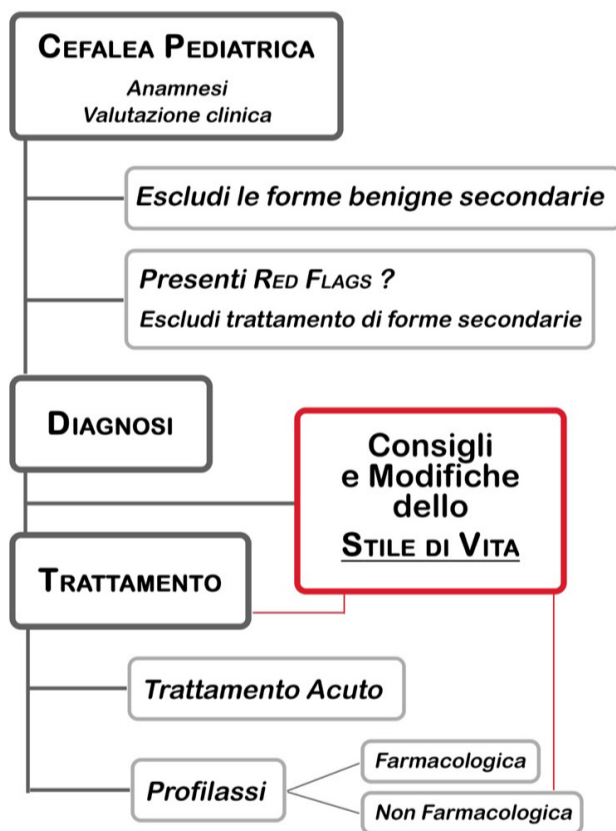 CEFALEA PEDIATRICA
Anamnesi
Valutazione clinica
Escludi le forme benigne secondarie
Presenti RED FLAGS ?
Escludi trattamento di forme secondarie
DIAGNOSI
Consigli
e Modifiche
dello
STILE DI VITA
TRATTAMENTO
Trattamento Acuto
Profilassi
Farmacologica
Non Farmacologica